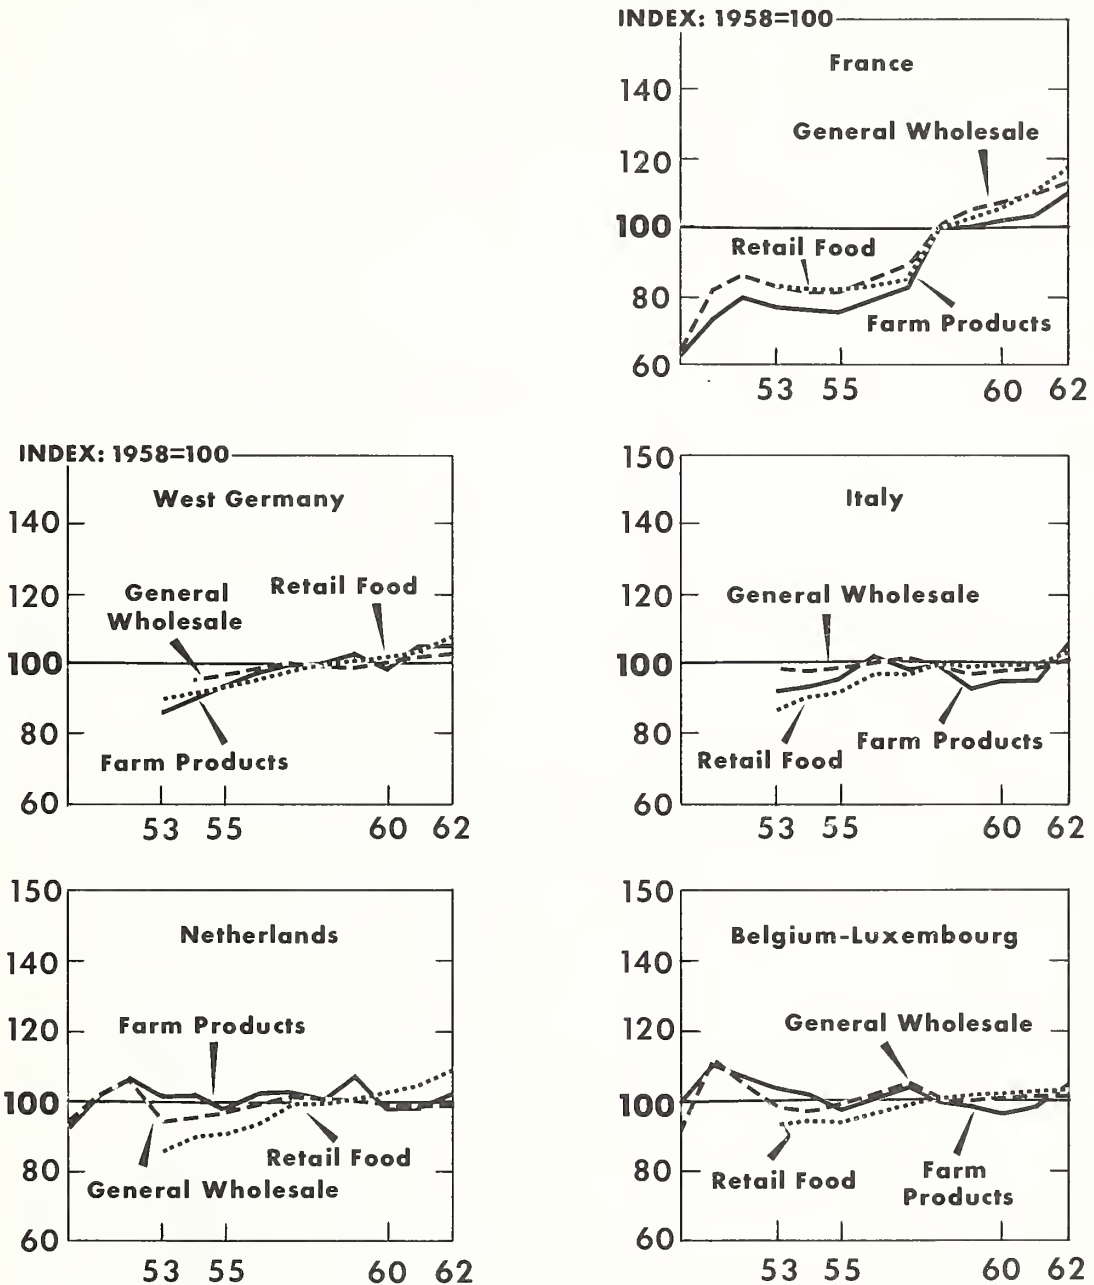 INDEX: 1958=100
France
140
General Wholesale
120
100
Retail Food
80
Farm Products
60
53 55 60 62
INDEX: 1958=100
West Germany
140
120
General
Wholesale
Retail Food
100
80
Farm Products
60
53 55 60 62
150
Italy
140
120
General Wholesale
100
80
Farm Products
Retail Food
60
53 55 60 62
150
Netherlands
140
120
Farm Products
100
80
Retail Food
General Wholesale
60
53 55 60 62
150
Belgium-Luxembourg
140
120
General Wholesale
100
80
Retail Food
Farm
Products
60
53 55 60 62